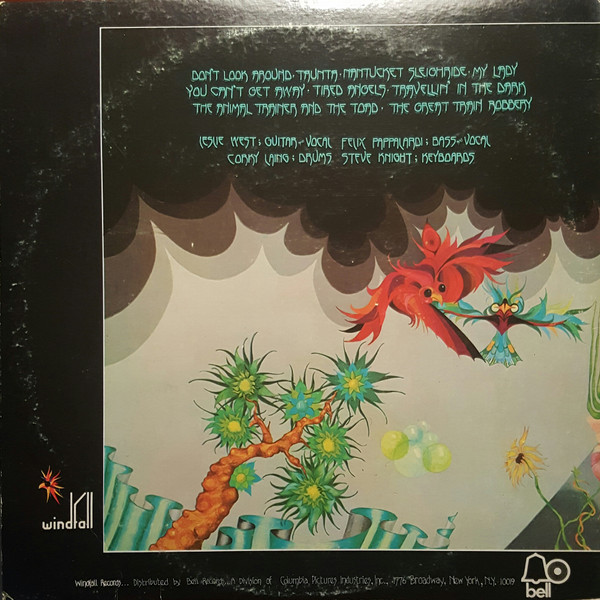 DON'T LOOK AROUND · TAUNTA · NANTUCKET SLEIGHRIDE · MY LADY
YOU CAN'T GET AWAY · TIRED ANGELS · TRAVELLIN' IN THE DARK
THE ANIMAL TRAINER AND THE TOAD · THE GREAT TRAIN ROBBERY
LESLIE WEST; GUITAR and VOCAL FELIX PAPPALARDI; BASS and VOCAL
CORKY LAING; DRUMS STEVE KNIGHT; KEYBOARDS
windfall
Windfall Records... Distributed by Bell Records... A Division of Columbia Pictures Industries, Inc., 1776 Broadway, New York, N.Y. 10019
bell